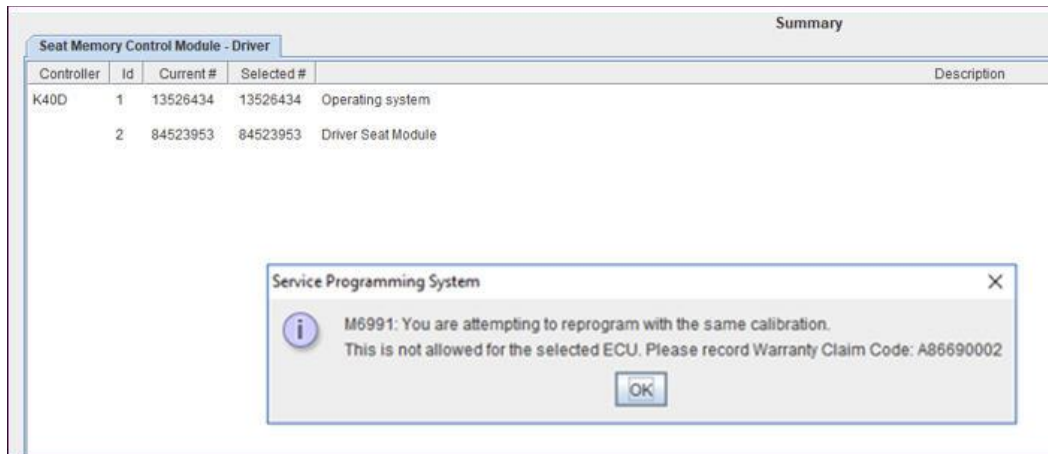 Summary
Seat Memory Control Module - Driver
Controller Id Current # Selected # Description
K40D 1 13526434 13526434 Operating system
2 84523953 84523953 Driver Seat Module
Service Programming System
M6991: You are attempting to reprogram with the same calibration.
This is not allowed for the selected ECU. Please record Warranty Claim Code: A86690002
OK